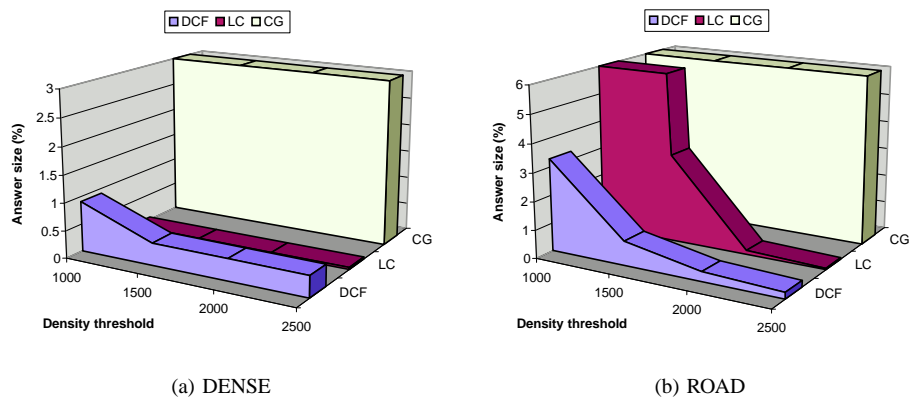 DCF LC CG
3
2.5
2
1.5
1
0.5
0
Answer size (%)
1000
1500
2000
2500
Density threshold
DCF
LC
CG
(a) DENSE
DCF LC CG
6
5
4
3
2
1
0
Answer size (%)
1000
1500
2000
2500
Density threshold
DCF
LC
CG
(b) ROAD